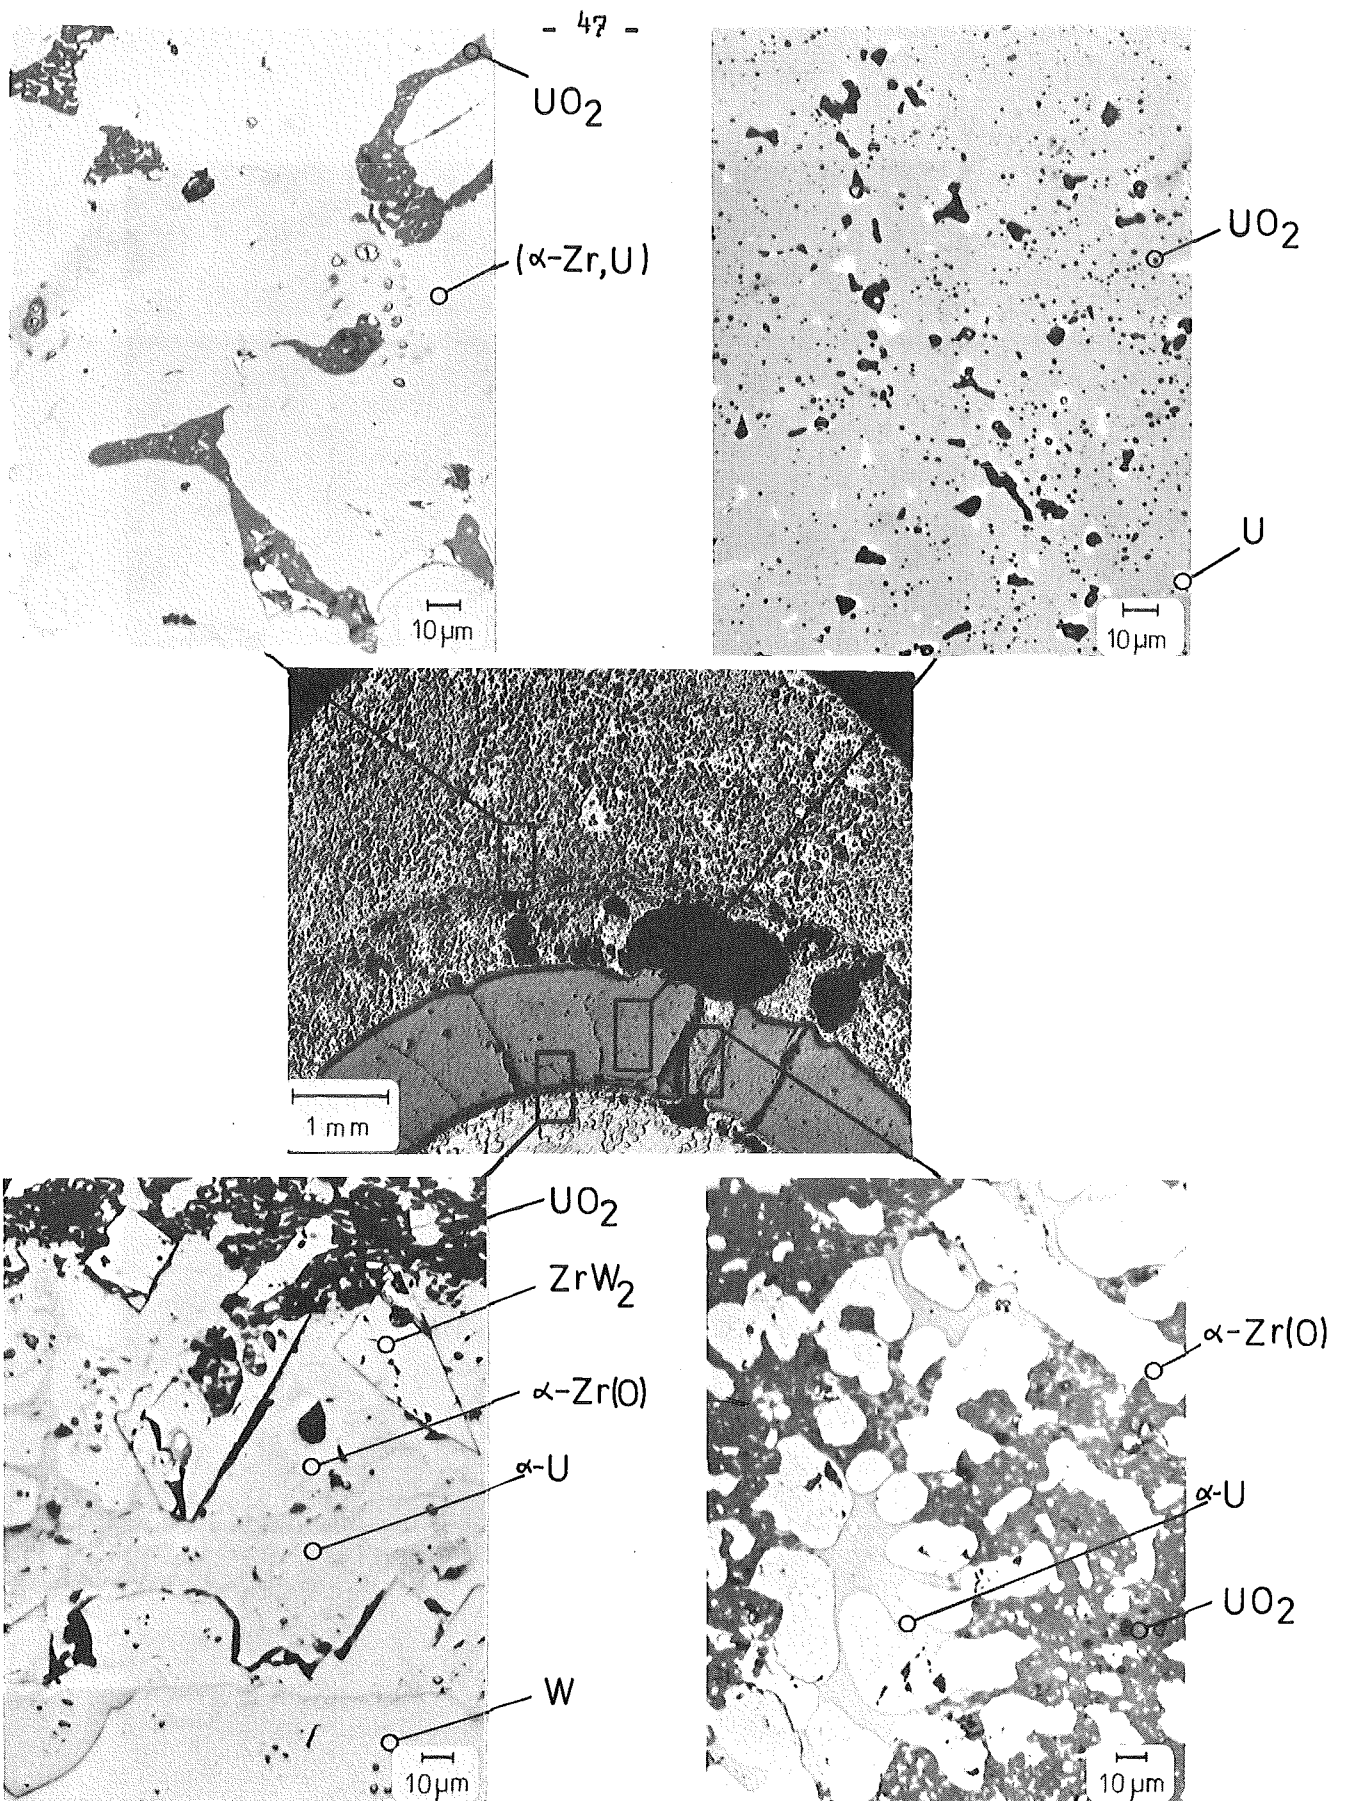 - 47 -
UO₂
(α-Zr,U)
10 µm
UO₂
U
10 µm
1 mm
UO₂
ZrW₂
α-Zr(O)
α-U
W
10 µm
α-Zr(O)
α-U
UO₂
10 µm